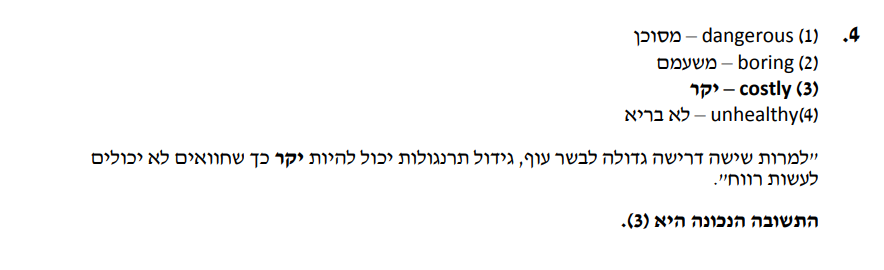 4. (1) dangerous – מסוכן
(2) boring – משעמם
(3) costly – יקר
(4)unhealthy – לא בריא
״למרות שישה דרישה גדולה לבשר עוף, גידול תרנגולות יכול להיות יקר כך שחוואים לא יכולים
לעשות רווח״.
התשובה הנכונה היא (3).